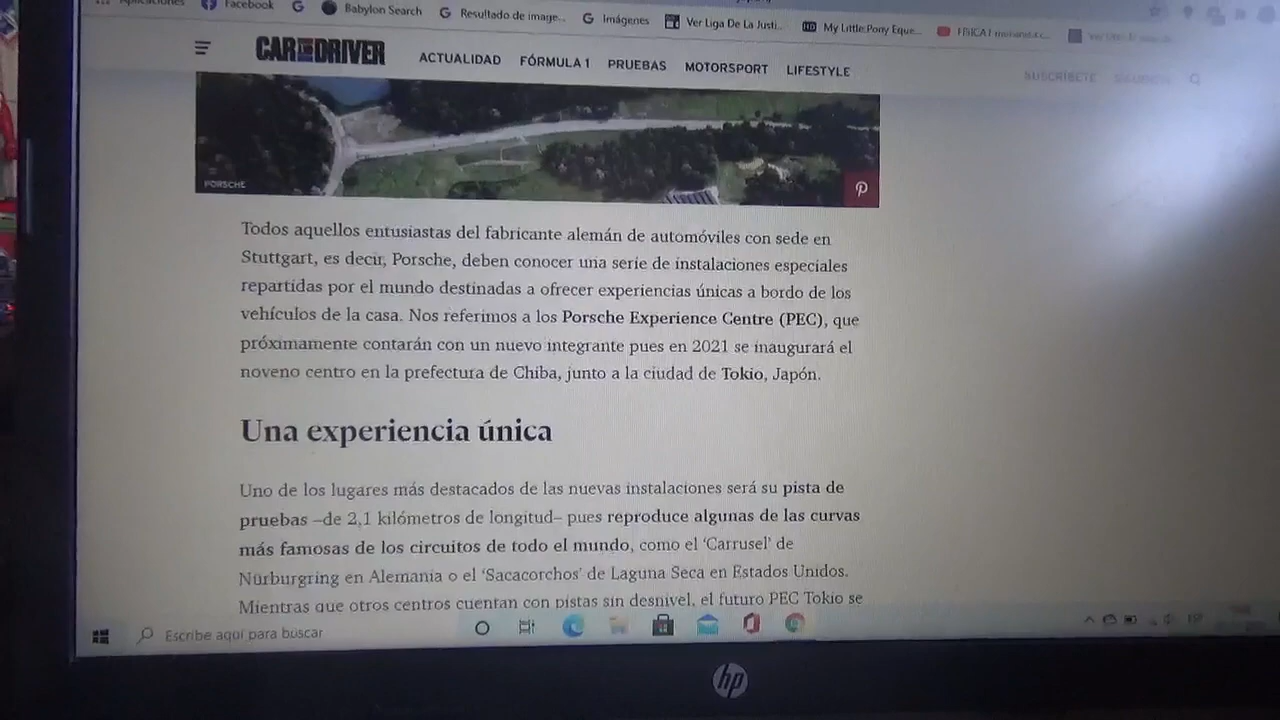 Aplicaciones Facebook Babylon Search Resultado de image... Imágenes Ver Liga De La Justi... HD My Little Pony Eque...
CAR AND DRIVER ACTUALIDAD FÓRMULA 1 PRUEBAS MOTORSPORT LIFESTYLE SUSCRÍBETE
PORSCHE
Todos aquellos entusiastas del fabricante alemán de automóviles con sede en
Stuttgart, es decir, Porsche, deben conocer una serie de instalaciones especiales
repartidas por el mundo destinadas a ofrecer experiencias únicas a bordo de los
vehículos de la casa. Nos referimos a los Porsche Experience Centre (PEC), que
próximamente contarán con un nuevo integrante pues en 2021 se inaugurará el
noveno centro en la prefectura de Chiba, junto a la ciudad de Tokio, Japón.
Una experiencia única
Uno de los lugares más destacados de las nuevas instalaciones será su pista de
pruebas –de 2,1 kilómetros de longitud– pues reproduce algunas de las curvas
más famosas de los circuitos de todo el mundo, como el ‘Carrusel’ de
Nürburgring en Alemania o el ‘Sacacorchos’ de Laguna Seca en Estados Unidos.
Mientras que otros centros cuentan con pistas sin desnivel, el futuro PEC Tokio se
Escribe aquí para buscar
hp